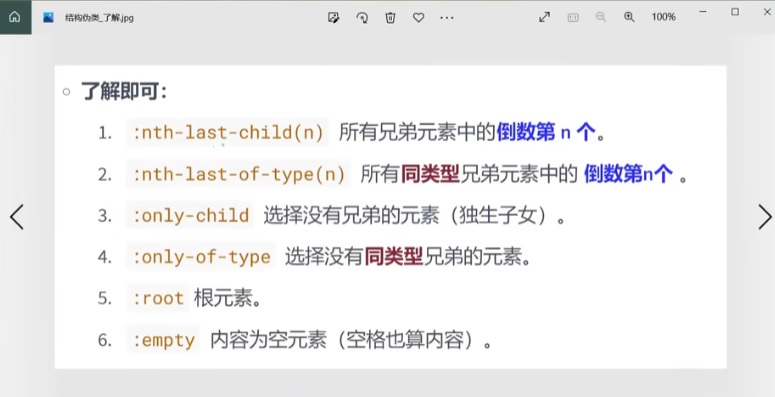 结构伪类_了解.jpg
100%
了解即可：
1. :nth-last-child(n) 所有兄弟元素中的倒数第 n 个。
2. :nth-last-of-type(n) 所有同类型兄弟元素中的 倒数第n个 。
3. :only-child 选择没有兄弟的元素（独生子女）。
4. :only-of-type 选择没有同类型兄弟的元素。
5. :root 根元素。
6. :empty 内容为空元素（空格也算内容）。